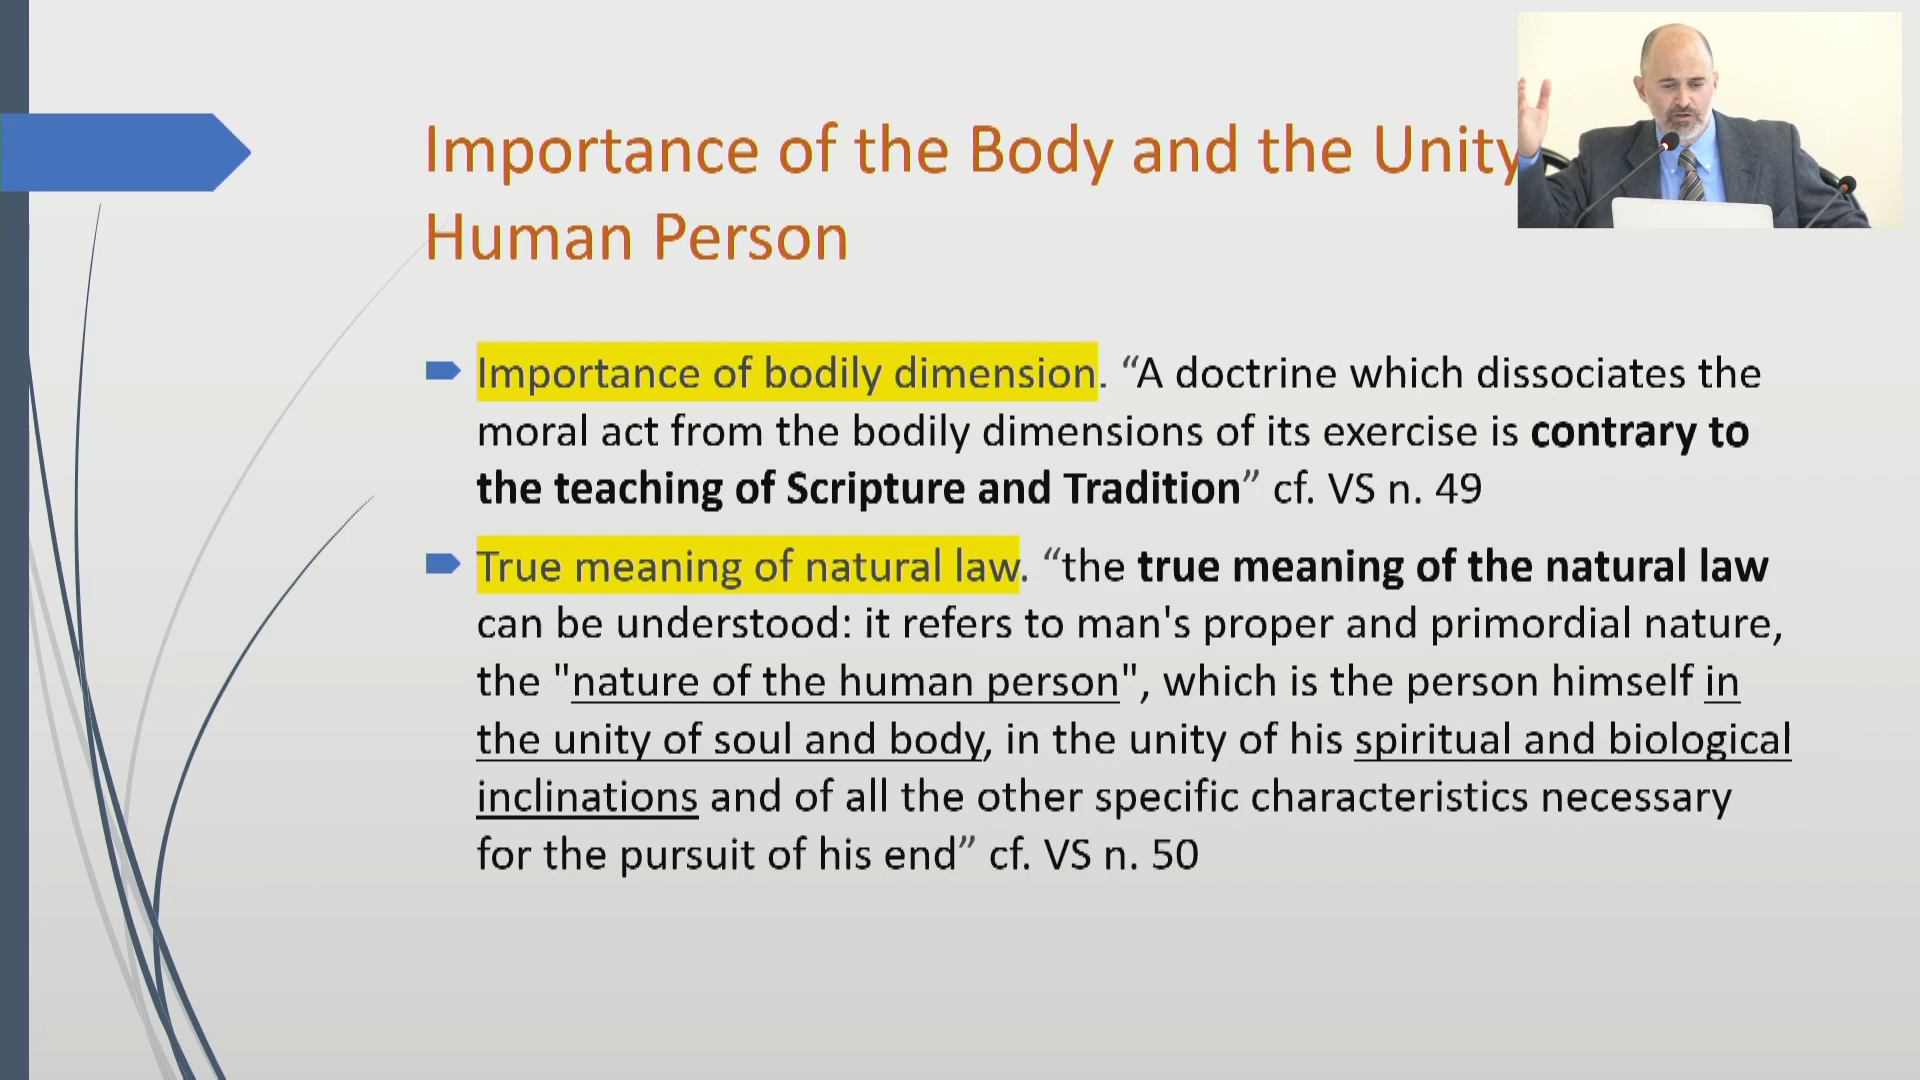 Importance of the Body and the Unity
Human Person
Importance of bodily dimension. “A doctrine which dissociates the
moral act from the bodily dimensions of its exercise is contrary to
the teaching of Scripture and Tradition” cf. VS n. 49
True meaning of natural law. “the true meaning of the natural law
can be understood: it refers to man's proper and primordial nature,
the "nature of the human person", which is the person himself in
the unity of soul and body, in the unity of his spiritual and biological
inclinations and of all the other specific characteristics necessary
for the pursuit of his end” cf. VS n. 50